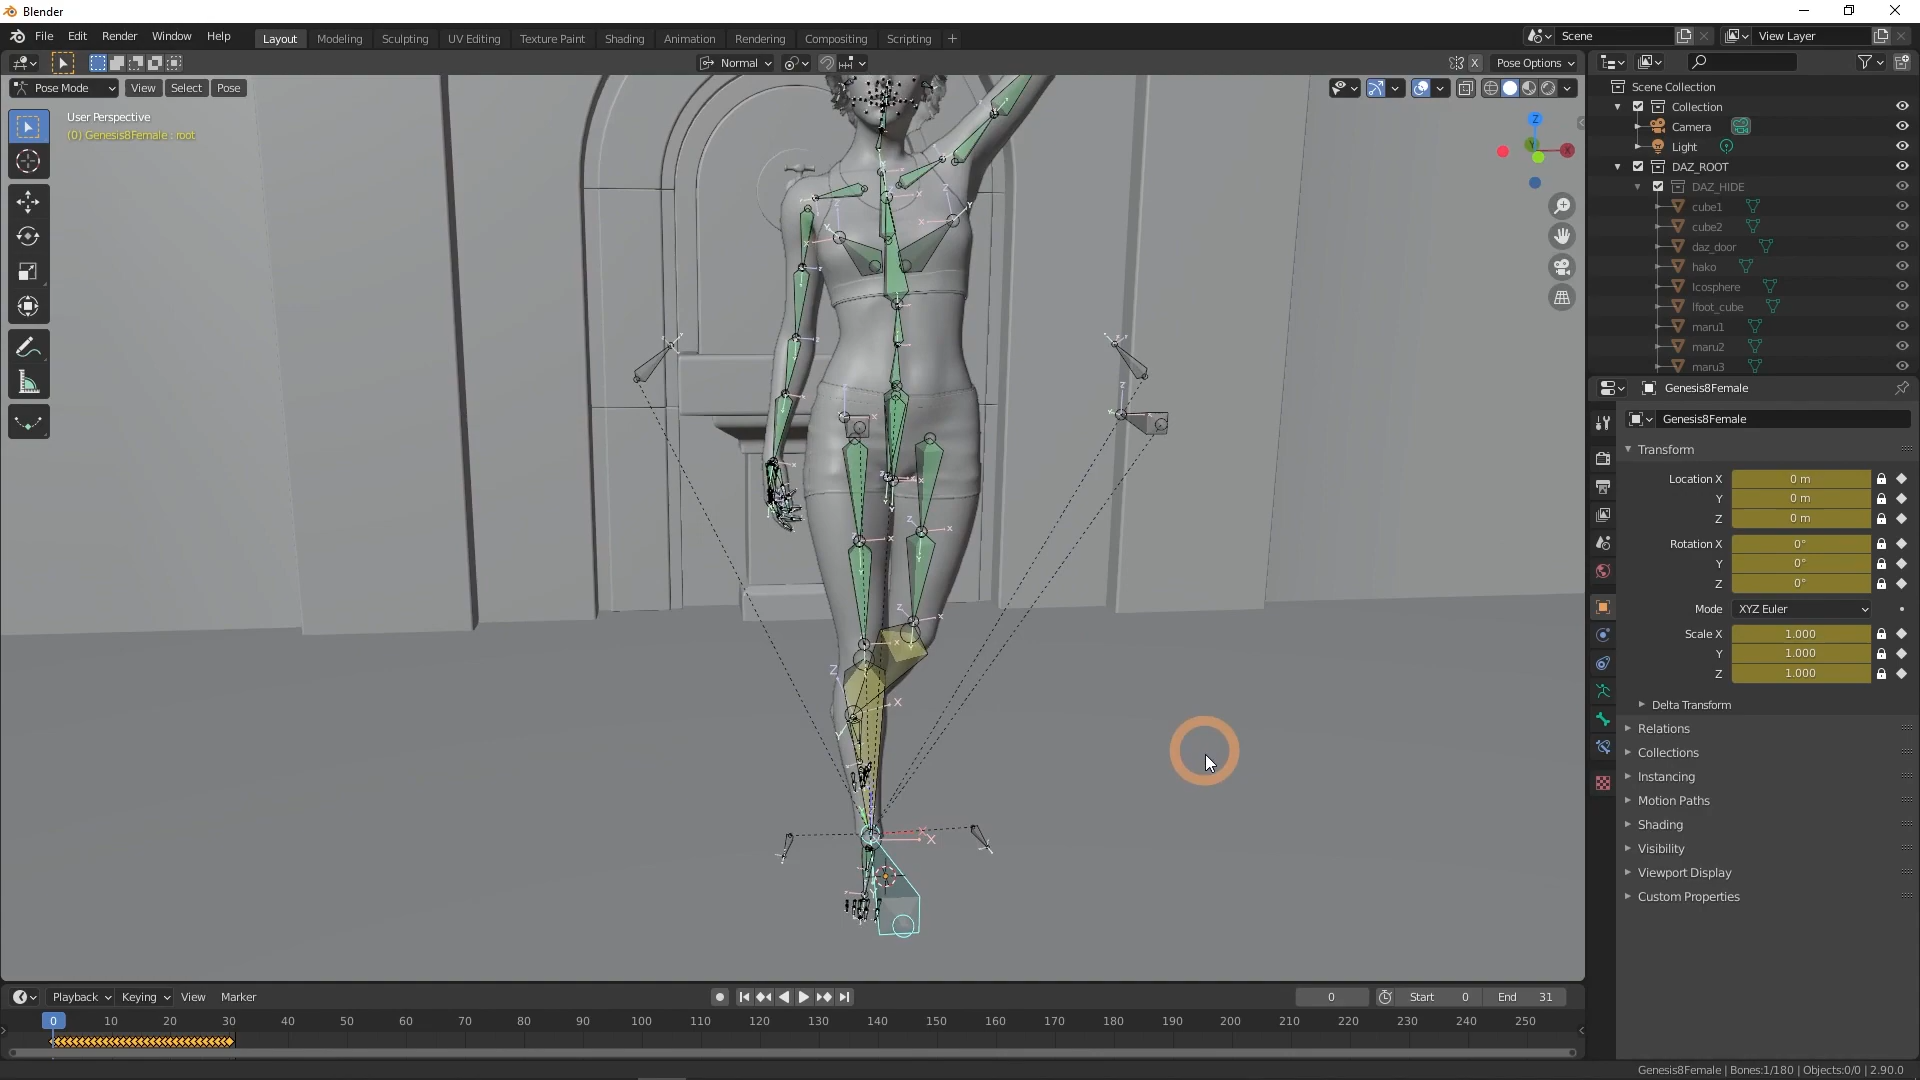 Blender
File Edit Render Window Help
Layout Modeling Sculpting UV Editing Texture Paint Shading Animation Rendering Compositing Scripting +
Scene
View Layer
Normal
X
Pose Options
Pose Mode View Select Pose
User Perspective
(0) Genesis8Female : root
Scene Collection
Collection
Camera
Light
DAZ_ROOT
DAZ_HIDE
cube1
cube2
daz_door
hako
Icosphere
lfoot_cube
maru1
maru2
maru3
Genesis8Female
Genesis8Female
Transform
Location X 0 m
Y 0 m
Z 0 m
Rotation X 0°
Y 0°
Z 0°
Mode XYZ Euler
Scale X 1.000
Y 1.000
Z 1.000
Delta Transform
Relations
Collections
Instancing
Motion Paths
Shading
Visibility
Viewport Display
Custom Properties
Playback Keying View Marker
0
Start 0
End 31
0 10 20 30 40 50 60 70 80 90 100 110 120 130 140 150 160 170 180 190 200 210 220 230 240 250
Genesis8Female | Bones:1/180 | Objects:0/0 | 2.90.0